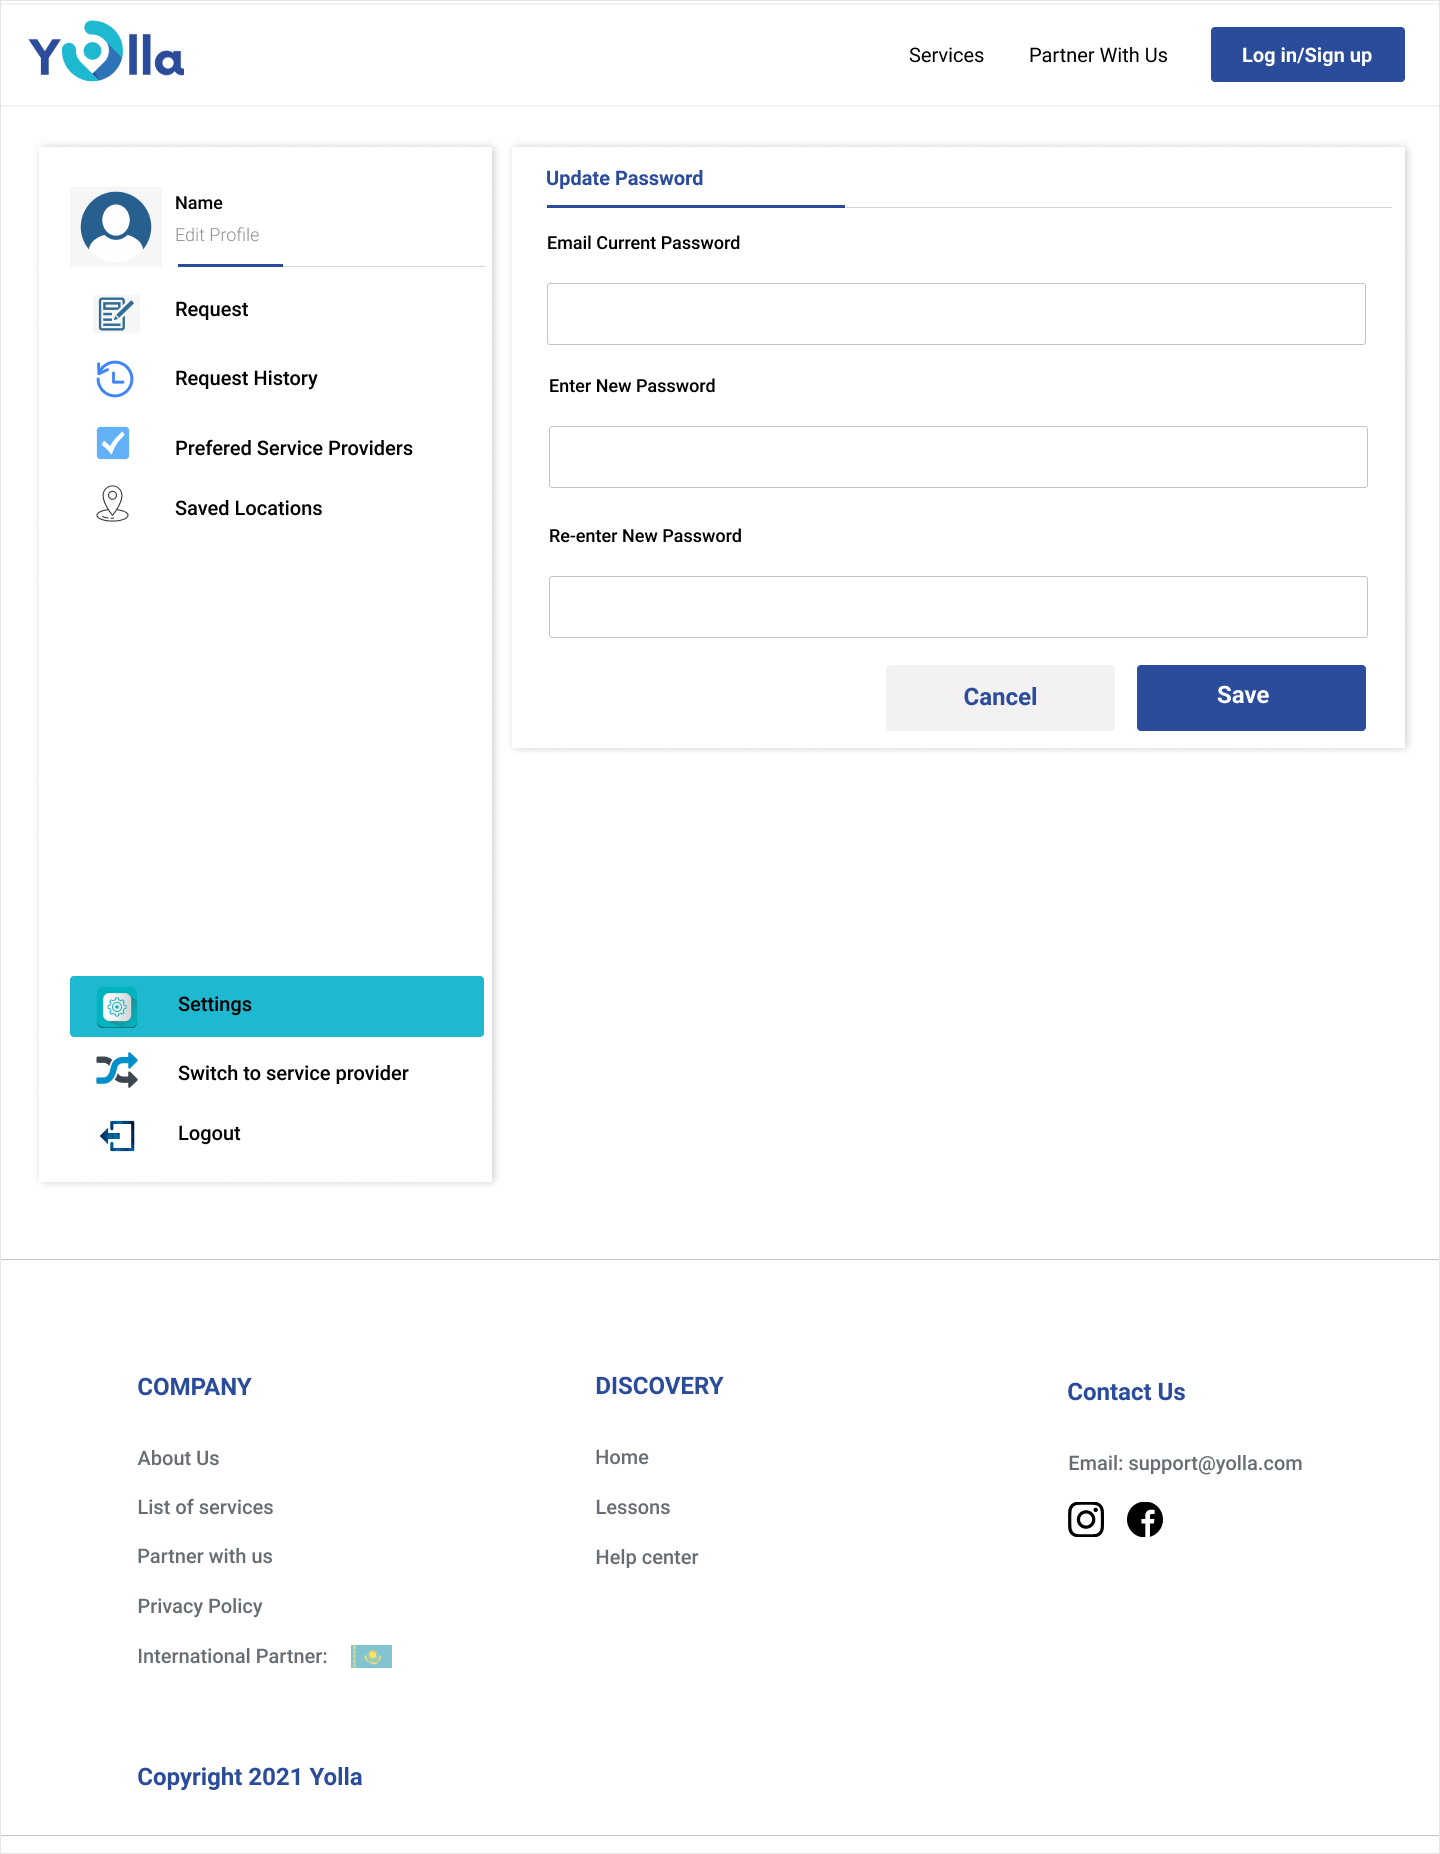 Yolla
Services
Partner With Us
Log in/Sign up
Name
Edit Profile
Request
Request History
Prefered Service Providers
Saved Locations
Settings
Switch to service provider
Logout
Update Password
Email Current Password
Enter New Password
Re-enter New Password
Cancel
Save
COMPANY
About Us
List of services
Partner with us
Privacy Policy
International Partner:
DISCOVERY
Home
Lessons
Help center
Contact Us
Email: support@yolla.com
Copyright 2021 Yolla